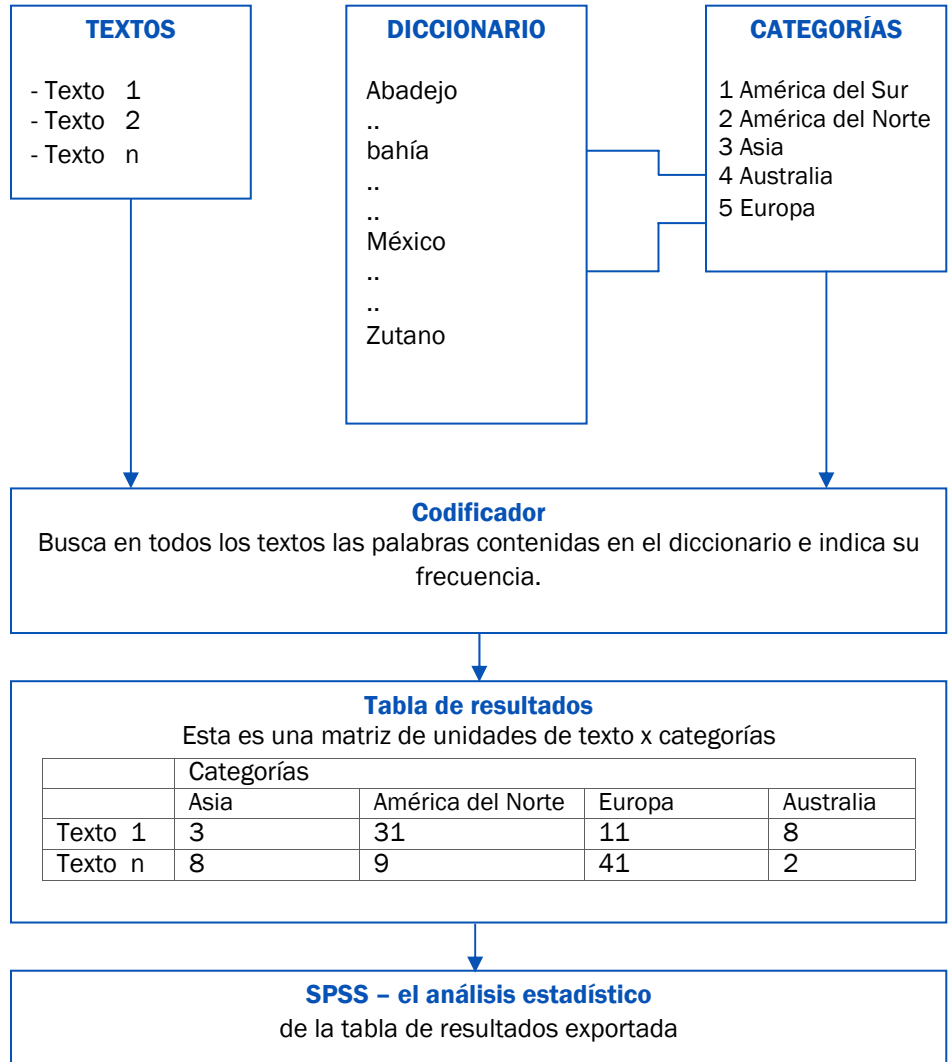 TEXTOS
- Texto 1
- Texto 2
- Texto n
DICCIONARIO
Abadejo
..
bahía
..
..
México
..
..
Zutano
CATEGORÍAS
1 América del Sur
2 América del Norte
3 Asia
4 Australia
5 Europa
Codificador
Busca en todos los textos las palabras contenidas en el diccionario e indica su
frecuencia.
Tabla de resultados
Esta es una matriz de unidades de texto x categorías
Categorías
Asia América del Norte Europa Australia
Texto 1 3 31 11 8
Texto n 8 9 41 2
SPSS – el análisis estadístico
de la tabla de resultados exportada